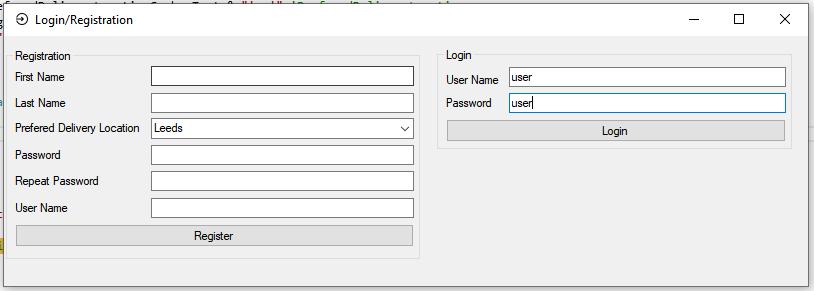 Login/Registration
Registration
First Name
Last Name
Prefered Delivery Location Leeds
Password
Repeat Password
User Name
Register
Login
User Name user
Password user
Login